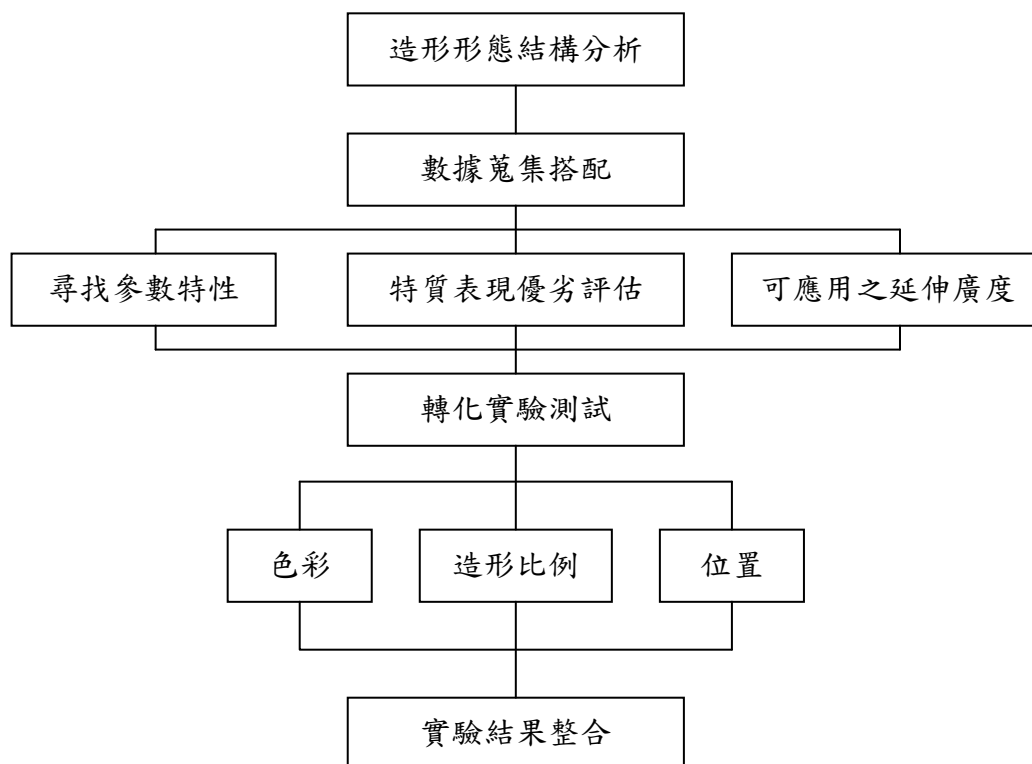 造形形態結構分析
數據蒐集搭配
尋找參數特性
特質表現優劣評估
可應用之延伸廣度
轉化實驗測試
色彩
造形比例
位置
實驗結果整合